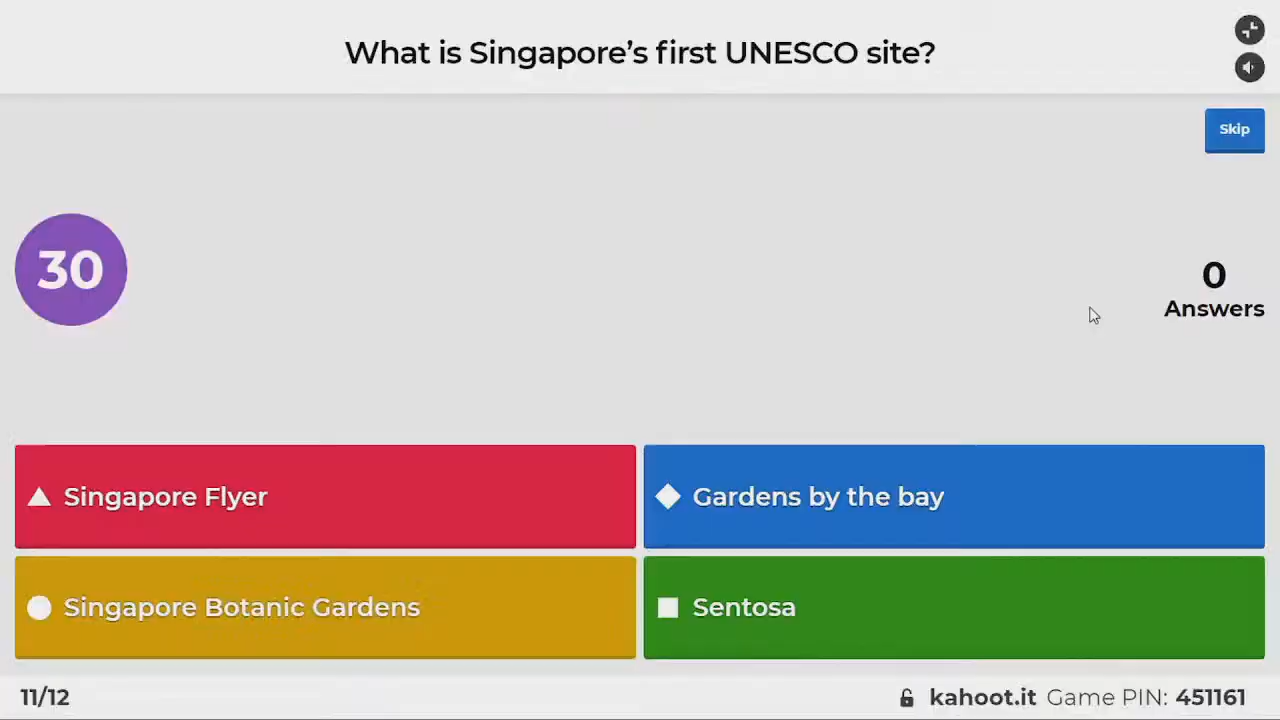 What is Singapore’s first UNESCO site?
Skip
30
0
Answers
Singapore Flyer
Gardens by the bay
Singapore Botanic Gardens
Sentosa
11/12
kahoot.it Game PIN: 451161